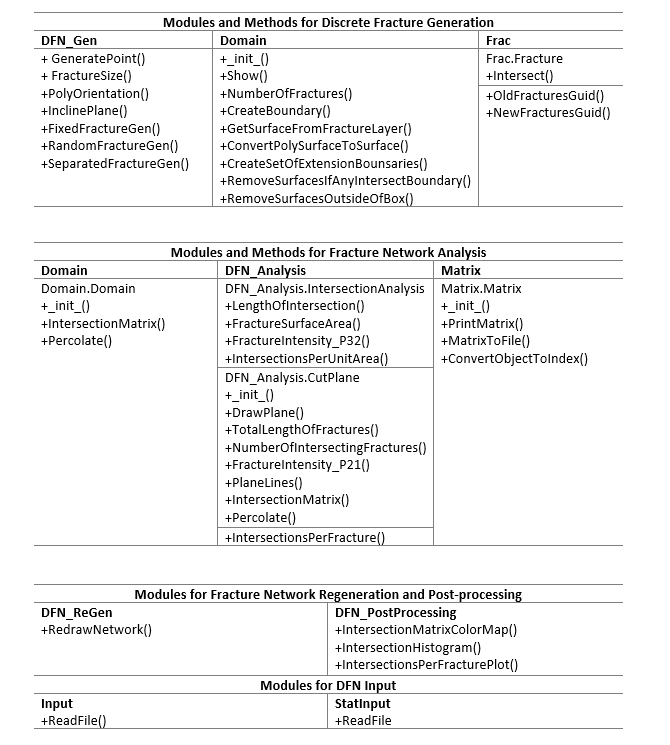 Modules and Methods for Discrete Fracture Generation
DFN_Gen
+ GeneratePoint()
+ FractureSize()
+PolyOrientation()
+InclinePlane()
+FixedFractureGen()
+RandomFractureGen()
+SeparatedFractureGen()
Domain
+_init_()
+Show()
+NumberOfFractures()
+CreateBoundary()
+GetSurfaceFromFractureLayer()
+ConvertPolySurfaceToSurface()
+CreateSetOfExtensionBounsaries()
+RemoveSurfacesIfAnyIntersectBoundary()
+RemoveSurfacesOutsideOfBox()
Frac
Frac.Fracture
+Intersect()
+OldFracturesGuid()
+NewFracturesGuid()
Modules and Methods for Fracture Network Analysis
Domain
Domain.Domain
+_init_()
+IntersectionMatrix()
+Percolate()
DFN_Analysis
DFN_Analysis.IntersectionAnalysis
+LengthOfIntersection()
+FractureSurfaceArea()
+FractureIntensity_P32()
+IntersectionsPerUnitArea()
DFN_Analysis.CutPlane
+_init_()
+DrawPlane()
+TotalLengthOfFractures()
+NumberOfIntersectingFractures()
+FractureIntensity_P21()
+PlaneLines()
+IntersectionMatrix()
+Percolate()
+IntersectionsPerFracture()
Matrix
Matrix.Matrix
+_init_()
+PrintMatrix()
+MatrixToFile()
+ConvertObjectToIndex()
Modules for Fracture Network Regeneration and Post-processing
DFN_ReGen
+RedrawNetwork()
DFN_PostProcessing
+IntersectionMatrixColorMap()
+IntersectionHistogram()
+IntersectionsPerFracturePlot()
Modules for DFN Input
Input
+ReadFile()
StatInput
+ReadFile